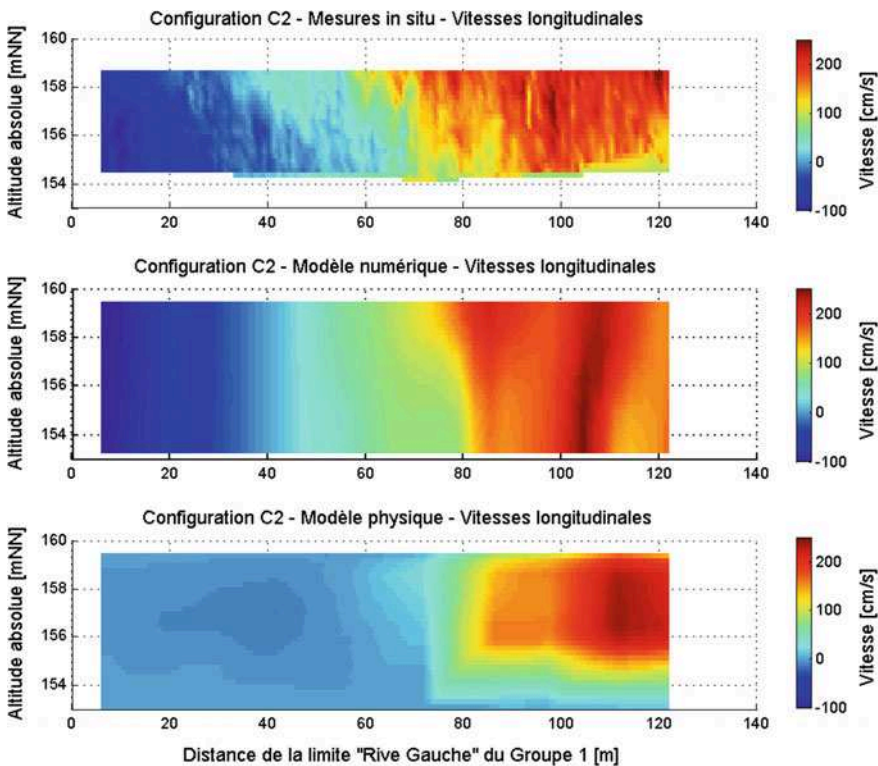 Configuration C2 - Mesures in situ - Vitesses longitudinales
Altitude absolue [mNN]
160
158
156
154
0 20 40 60 80 100 120 140
200
100
0
-100
Vitesse [cm/s]
Configuration C2 - Modèle numérique - Vitesses longitudinales
Altitude absolue [mNN]
160
158
156
154
0 20 40 60 80 100 120 140
200
100
0
-100
Vitesse [cm/s]
Configuration C2 - Modèle physique - Vitesses longitudinales
Altitude absolue [mNN]
160
158
156
154
0 20 40 60 80 100 120 140
200
100
0
-100
Vitesse [cm/s]
Distance de la limite "Rive Gauche" du Groupe 1 [m]